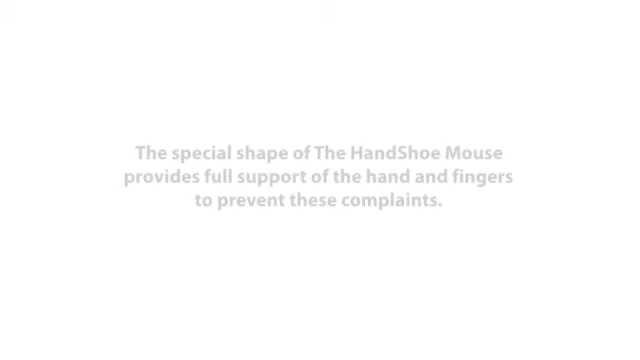 The special shape of The HandShoe Mouse
provides full support of the hand and fingers
to prevent these complaints.